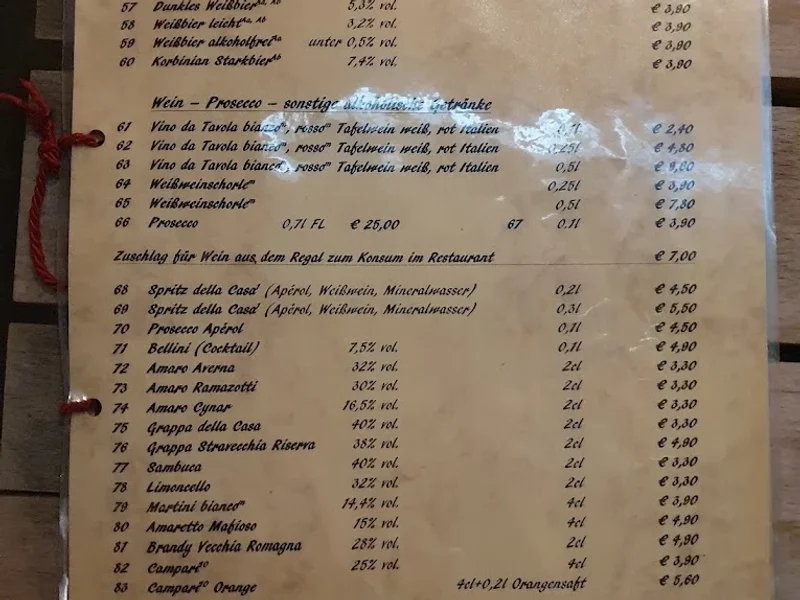 57 Dunkles Weißbier Aa, Ab 5,3% vol. € 3,90
58 Weißbier leicht Aa, Ab 3,2% vol. € 3,90
59 Weißbier alkoholfrei Aa unter 0,5% vol. € 3,90
60 Korbinian Starkbier Ab 7,4% vol. € 3,90
Wein – Prosecco – sonstige alkoholische Getränke
61 Vino da Tavola bianco m, rosso m Tafelwein weiß, rot Italien 0,1l € 2,40
62 Vino da Tavola bianco m, rosso m Tafelwein weiß, rot Italien 0,25l € 4,80
63 Vino da Tavola bianco m, rosso m Tafelwein weiß, rot Italien 0,5l € 9,60
64 Weißweinschorle m 0,25l € 3,90
65 Weißweinschorle m 0,5l € 7,80
66 Prosecco 0,7l FL € 25,00 67 0,1l € 3,90
Zuschlag für Wein aus dem Regal zum Konsum im Restaurant € 7,00
68 Spritz della Casa' (Apérol, Weißwein, Mineralwasser) 0,2l € 4,50
69 Spritz della Casa' (Apérol, Weißwein, Mineralwasser) 0,3l € 5,50
70 Prosecco Apérol 0,1l € 4,50
71 Bellini (Cocktail) 7,5% vol. 0,1l € 4,90
72 Amaro Averna 32% vol. 2cl € 3,30
73 Amaro Ramazotti 30% vol. 2cl € 3,30
74 Amaro Cynar 16,5% vol. 2cl € 3,30
75 Grappa della Casa 40% vol. 2cl € 3,30
76 Grappa Stravecchia Riserva 38% vol. 2cl € 4,90
77 Sambuca 40% vol. 2cl € 3,30
78 Limoncello 32% vol. 2cl € 3,30
79 Martini bianco m 14,4% vol. 4cl € 3,90
80 Amaretto Mafioso 15% vol. 4cl € 4,90
81 Brandy Vecchia Romagna 28% vol. 2cl € 4,90
82 Campari 20 25% vol. 4cl € 3,90
83 Campari 20 Orange 4cl+0,2l Orangensaft € 5,60